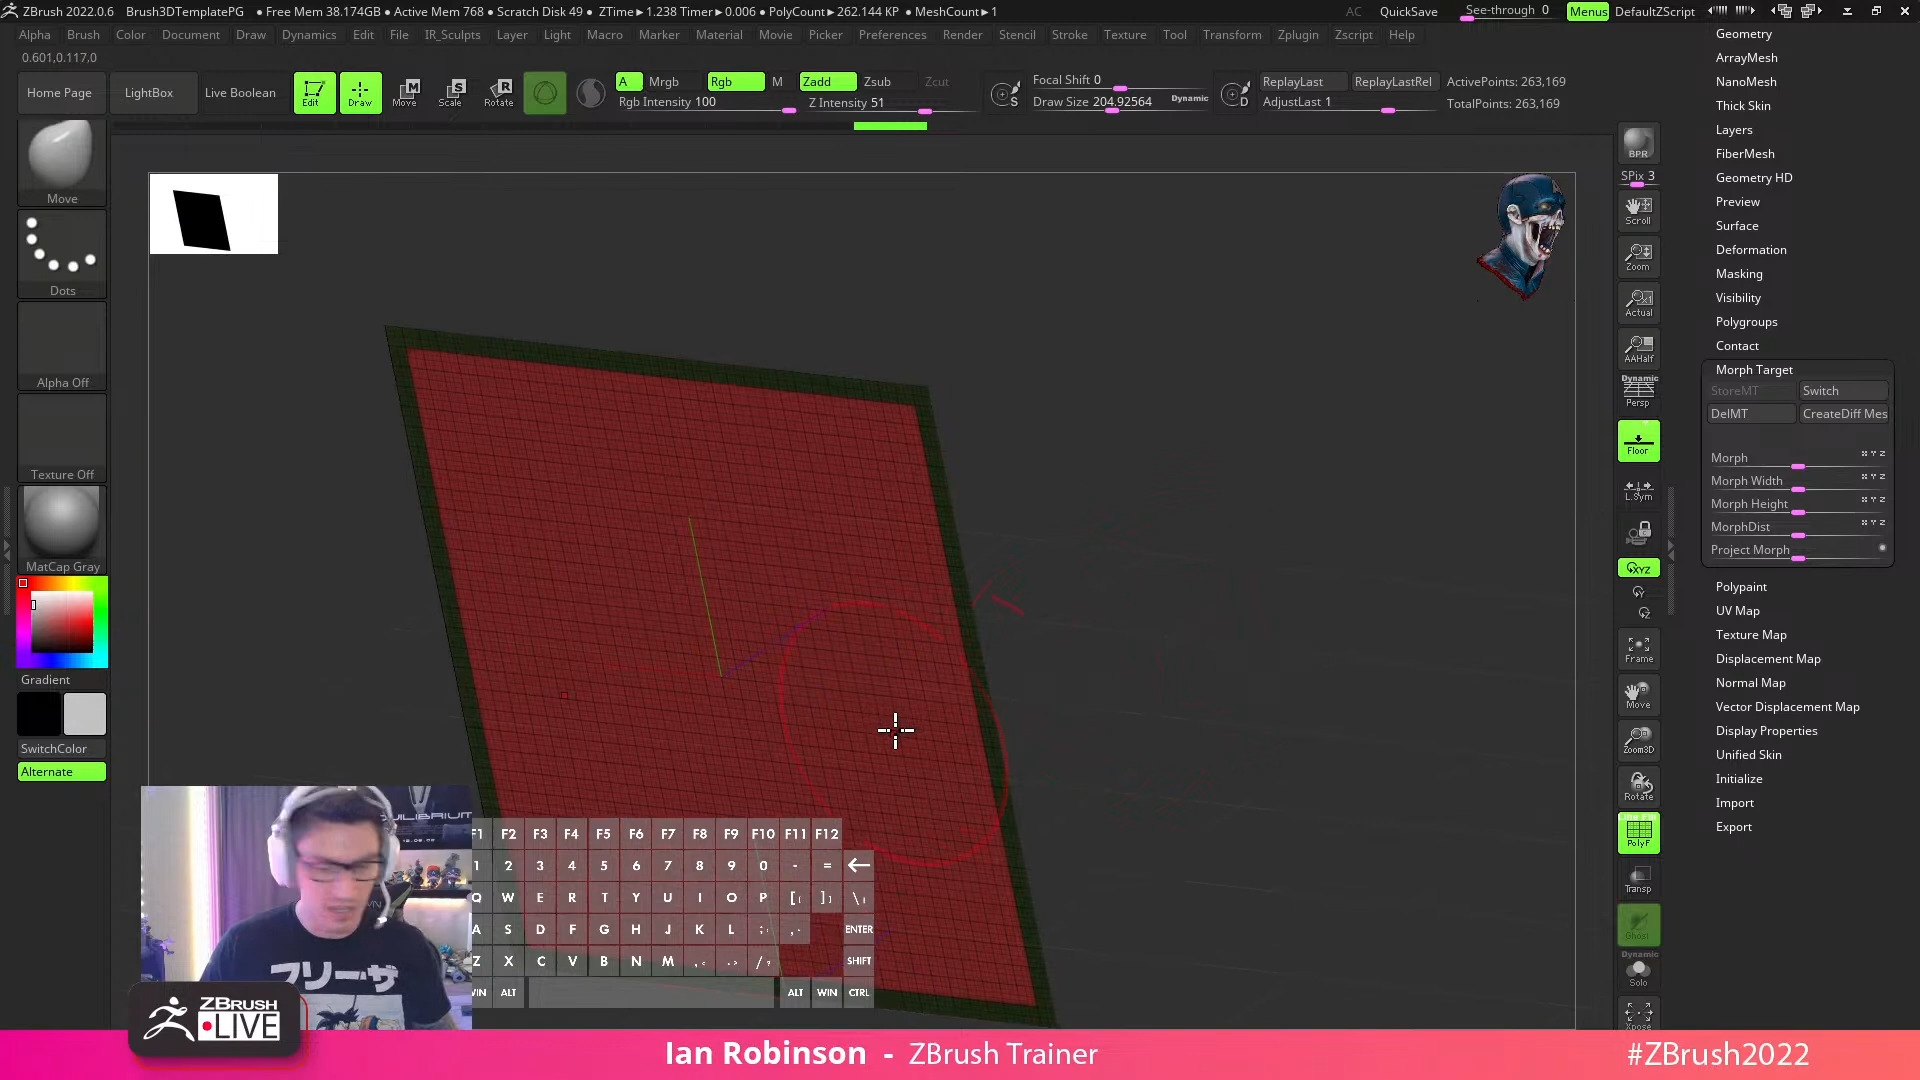 ZBrush 2022.0.6 Brush3DTemplatePG • Free Mem 38.174GB • Active Mem 768 • Scratch Disk 49 • ZTime►1.238 Timer►0.006 • PolyCount►262.144 KP • MeshCount►1
AC QuickSave See-through 0 Menus DefaultZScript
Alpha Brush Color Document Draw Dynamics Edit File IR_Sculpts Layer Light Macro Marker Material Movie Picker Preferences Render Stencil Stroke Texture Tool Transform Zplugin Zscript Help
0.601,0.117,0
Home Page LightBox Live Boolean Edit Draw Move Scale Rotate
A Mrgb Rgb M Zadd Zsub Zcut
Rgb Intensity 100 Z Intensity 51
S Focal Shift 0
Draw Size 204.92564 Dynamic D
ReplayLast ReplayLastRel ActivePoints: 263,169
AdjustLast 1 TotalPoints: 263,169
Move
Dots
Alpha Off
Texture Off
MatCap Gray
Gradient
SwitchColor
Alternate
BPR
SPix 3
Scroll
Zoom
Actual
AAHalf
Dynamic
Persp
Floor
L.Sym
XYZ
Y
Z
Frame
Move
Zoom3D
Rotate
Line Fill
PolyF
Transp
Ghost
Dynamic
Solo
Xpose
Geometry
ArrayMesh
NanoMesh
Thick Skin
Layers
FiberMesh
Geometry HD
Preview
Surface
Deformation
Masking
Visibility
Polygroups
Contact
Morph Target
StoreMT Switch
DelMT CreateDiff Mes
Morph X Y Z
Morph Width X Y Z
Morph Height X Y Z
MorphDist X Y Z
Project Morph
Polypaint
UV Map
Texture Map
Displacement Map
Normal Map
Vector Displacement Map
Display Properties
Unified Skin
Initialize
Import
Export
F1 F2 F3 F4 F5 F6 F7 F8 F9 F10 F11 F12
1 2 3 4 5 6 7 8 9 0 - =
Q W E R T Y U I O P [ ] \
A S D F G H J K L ; ENTER
Z X C V B N M , . / SHIFT
WIN ALT ALT WIN CTRL
フリーザ
ZBRUSH
LIVE
Ian Robinson - ZBrush Trainer
#ZBrush2022